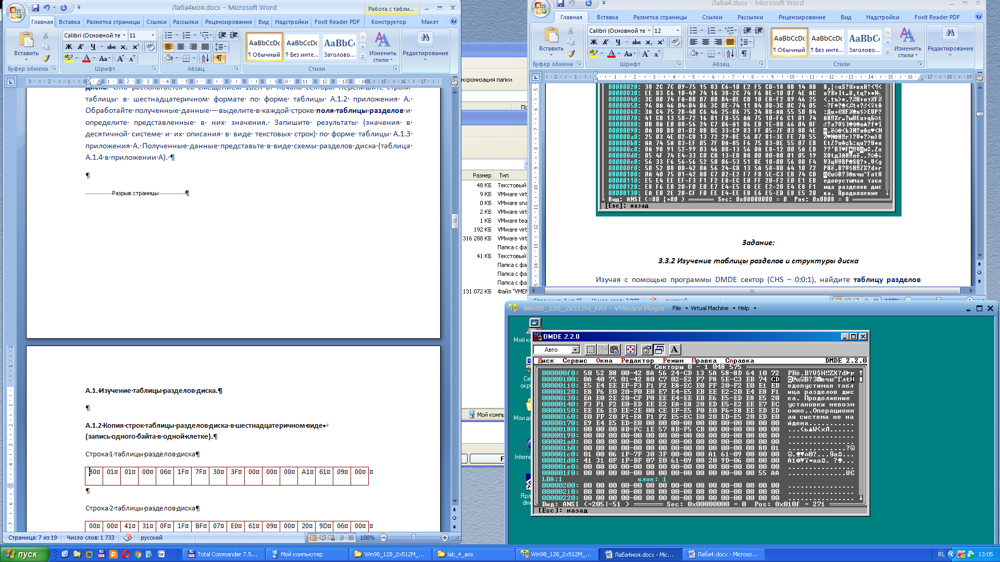 Лаба4моя.docx - Microsoft Word
Работа с табли...
Главная Вставка Разметка страницы Ссылки Рассылки Рецензирование Вид Надстройки Foxit Reader PDF Конструктор Макет
Calibri (Основной те 11
Вставить
AaBbCcDc AaBbCcDc AaBbCc
¶ Обычный ¶ Без инте... Заголово...
Изменить стили
Редактирование
Буфер обмена Шрифт Абзац Стили
диска. Она располагается со смещением 1BEh от начала сектора. Перепишите строки
таблицы в шестнадцатеричном формате по форме таблицы А.1.2 приложения А.
Обработайте полученные данные – выделите в каждой строке поля таблицы разделов и
определите представленные в них значения. Запишите результаты (значения в
десятичной системе и их описания в виде текстовых строк) по форме таблицы А.1.3
приложения А. Полученные данные представьте в виде схемы разделов диска (таблица
А.1.4 в приложении А). ¶
¶
Разрыв страницы ¶
А.1. Изучение таблицы разделов диска.¶
¶
А.1.2 Копия строк таблицы разделов диска в шестнадцатеричном виде
(запись одного байта в одной клетке).¶
Строка 1 таблицы разделов диска¶
80¤ 01¤ 01¤ 00¤ 06¤ 1F¤ 7F¤ 30¤ 3F¤ 00¤ 00¤ 00¤ A1¤ 61¤ 09¤ 00¤ ¤
¶
Строка 2 таблицы разделов диска¶
00¤ 00¤ 41¤ 31¤ 0F¤ 1F¤ BF¤ 07¤ E0¤ 61¤ 09¤ 00¤ 20¤ 9D¤ 06¤ 00¤ ¤
Страница: 7 из 19 Число слов: 1 733 русский 100%
нхронизация папки
Размер Тип
48 КБ Текстовый
9 КБ VMware virt
0 КБ VMware sna
2 КБ VMware virt
1 КБ VMware tea
192 КБ VMware virt
316 288 КБ VMware virt
Папка с фа
41 КБ Текстовый
Папка с фа
Папка с фа
Папка с фа
131 072 КБ Файл "VMEM
Мой компь
Лаба4.docx - Microsoft Word
Главная Вставка Разметка страницы Ссылки Рассылки Рецензирование Вид Надстройки Foxit Reader PDF
Calibri (Основной те 12
Вставить
AaBbCcDc AaBbCcDc AaBbCc
¶ Обычный ¶ Без инте... Заголово...
Изменить стили
Редактирование
Буфер обмена Шрифт Абзац Стили
00000020: 38 2C 7C 09-75 15 83 C6-10 E2 F5 CD-18 8B 14 8B
00000030: EE 83 C6 10-49 74 16 38-2C 74 F6 BE-10 07 4E AC
00000040: 3C 00 74 FA-BB 07 00 B4-0E CD 10 EB-F2 89 46 25
00000050: 96 8A 46 04-B4 06 3C 0E-74 11 B4 0B-3C 0C 74 05
00000060: 3A C4 75 2B-40 C6 46 25-06 75 24 BB-AA 55 50 B4
00000070: 41 CD 13 58-72 16 81 FB-55 AA 75 10-F6 C1 01 74
00000080: 0B 8A E0 88-56 24 C7 06-A1 06 EB 1E-88 66 04 BF
00000090: 0A 00 B8 01-02 8B DC 33-C9 83 FF 05-7F 03 8B 4E
000000a0: 25 03 4E 02-CD 13 72 29-BE 56 07 81-3E FE 7D 55
000000b0: AA 74 5A 83-EF 05 7F DA-85 F6 75 83-BE 55 07 EB
000000c0: 8A 98 91 52-99 03 46 08-13 56 0A E8-12 00 5A EB
000000d0: D5 4F 74 E4-33 C0 CD 13-EB B8 00 00-80 01 05 19
000000e0: 56 33 F6 56-56 52 50 06-53 51 BE 10-00 56 8B F4
000000f0: 50 52 B8 00-42 8A 56 24-CD 13 5A 58-8D 64 10 72
00000100: 0A 40 75 01-42 80 C7 02-E2 F7 F8 5E-C3 EB 74 CD
00000110: E5 E4 EE EF-F3 F1 F2 E8-EC E0 FF 20-F2 E0 E1 EB едопустимая табл
00000120: E8 F6 E0 20-F0 E0 E7 E4-E5 EB EE E2-20 E4 E8 F1 ица разделов дис
00000130: EA E0 2E 20-CF F0 EE E4-EE EB E6 E5-ED E8 E5 20 ка. Продолжение
Вид: ANSI (=80 ¦+80 ) Sec: 0x00000000 = 0 Pos: 0x0008 = 8
[Esc]: назад
Задание:
3.3.2 Изучение таблицы разделов и структуры диска
Изучая с помощью программы DMDE сектор (CHS – 0:0:1), найдите таблицу разделов
Win98_128_2x512M_FAT - VMware Player File Virtual Machine Help
DMDE 2.2.0
Авто
Диск Сервис Окна Редактор Режим Правка Справка DMDE 2.2.0
Секторы 0 - 1 048 575
000000f0: 50 52 B8 00-42 8A 56 24-CD 13 5A 58-8D 64 10 72
00000100: 0A 40 75 01-42 80 C7 02-E2 F7 F8 5E-C3 EB 74 CD
00000110: E5 E4 EE EF-F3 F1 F2 E8-EC E0 FF 20-F2 E0 E1 EB едопустимая табл
00000120: E8 F6 E0 20-F0 E0 E7 E4-E5 EB EE E2-20 E4 E8 F1 ица разделов дис
00000130: EA E0 2E 20-CF F0 EE E4-EE EB E6 E5-ED E8 E5 20 ка. Продолжение
00000140: F3 F1 F2 E0-ED EE E2 EA-E8 20 ED E5-E2 EE E7 EC установки невозм
00000150: EE E6 ED EE-2E 00 CE EF-E5 F0 E0 F6-E8 EE ED ED ожно..Операционн
00000160: E0 FF 20 F1-E8 F1 F2 E5-EC E0 20 ED-E5 20 ED E0 ая система не на
00000170: E9 E4 E5 ED-E0 00 00 00-00 00 00 00-00 00 00 00 йдена...........
00000180: 00 00 00 8B-FC 1E 57 8B-F5 CB 00 00-00 00 00 00
00000190: 00 00 00 00-00 00 00 00-00 00 00 00-00 00 00 00 ................
000001a0: 00 00 00 00-00 00 00 00-00 00 00 00-00 00 00 00 ................
000001b0: 00 00 00 00-00 00 00 00-00 00 00 00-00 00 80 01
000001c0: 01 00 06 1F-7F 30 3F 00-00 00 A1 61-09 00 00 00
000001d0: 41 31 0F 1F-BF 07 E0 61-09 00 20 9D-06 00 00 00
000001e0: 00 00 00 00-00 00 00 00-00 00 00 00-00 00 00 00 ................
000001f0: 00 00 00 00-00 00 00 00-00 00 00 00-00 00 55 AA ..............UЄ
LBA:1 блок: 1
00000200: 00 00 00 00-00 00 00 00-00 00 00 00-00 00 00 00 ................
00000210: 00 00 00 00-00 00 00 00-00 00 00 00-00 00 00 00 ................
00000220: 00 00 00 00-00 00 00 00-00 00 00 00-00 00 00 00 ................
Вид: ANSI (=205¦-51 ) Sec: 0x00000000 = 0 Pos: 0x010f = 271
[Esc]: назад
пуск
Total Commander 7.5... Мой компьютер Win98_128_2x512M_... lab_4_aos Win98_128_2x512M_... Лаба4моя.docx - Mic... Лаба4.docx - Microso...
RL 13:05